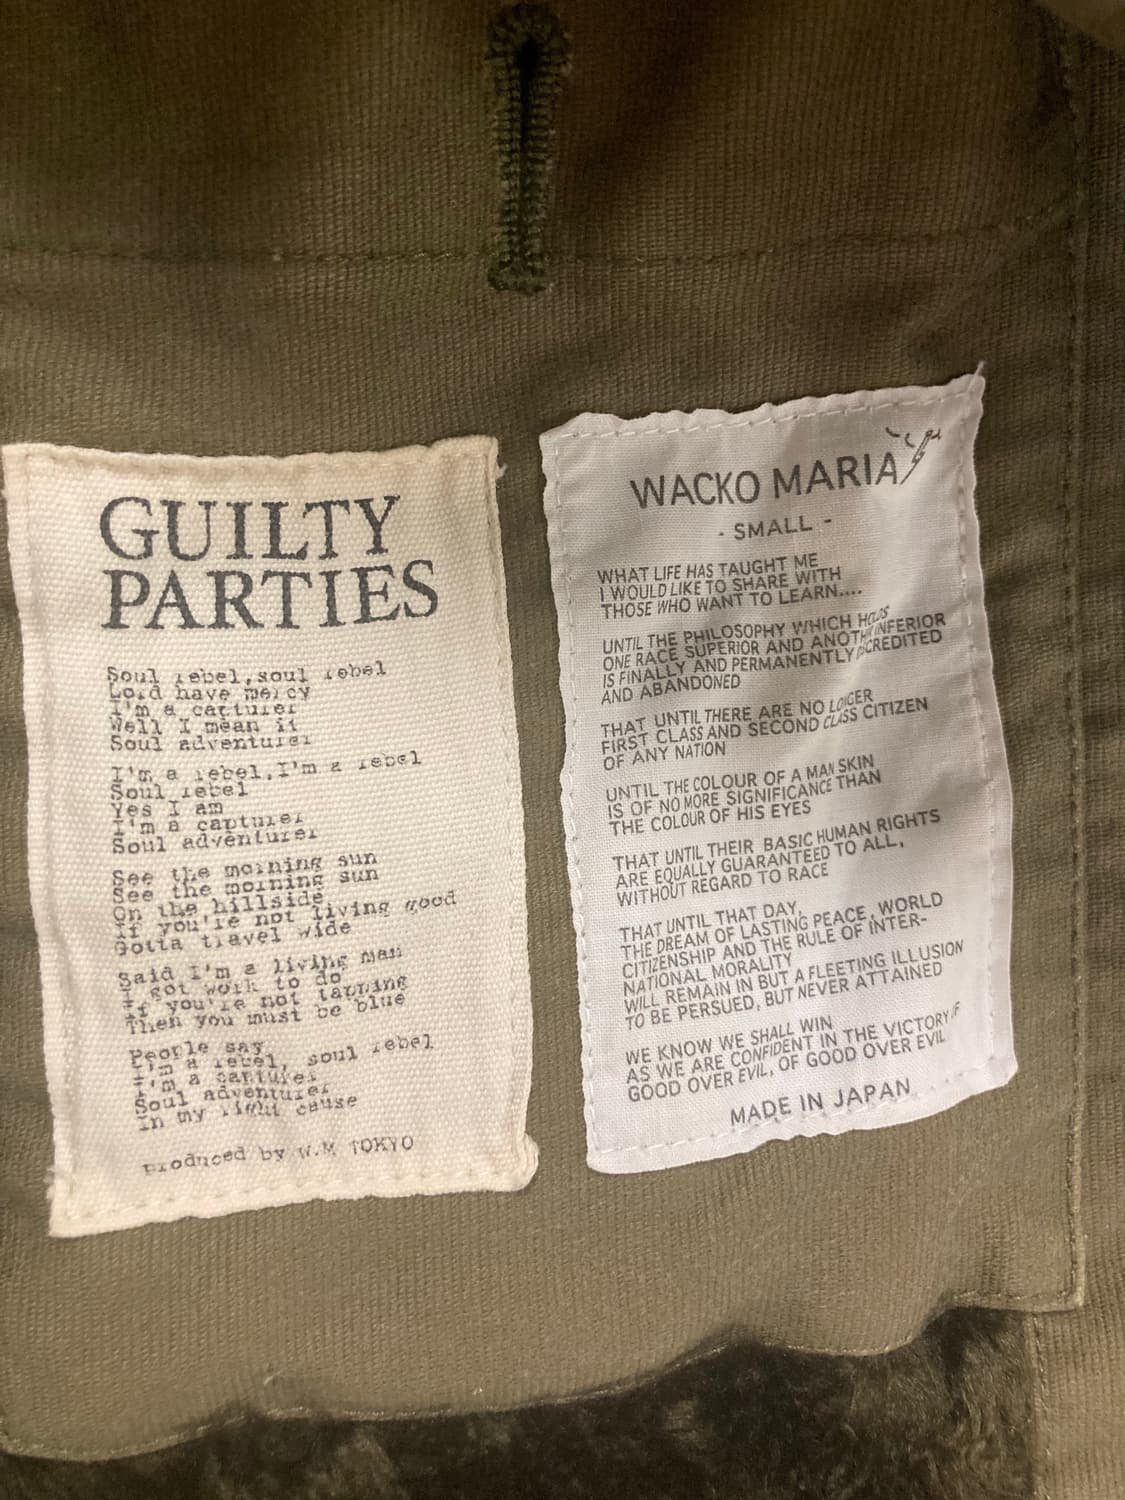 GUILTY
PARTIES
Soul rebel, soul rebel
Lord have mercy
I'm a capturer
Well I mean it
Soul adventurer
I'm a rebel, I'm a rebel
Soul rebel
Yes I am
I'm a capturer
Soul adventurer
See the morning sun
See the morning sun
On the hillside
If you're not living good
Gotta travel wide
Said I'm a living man
I got work to do
If you're not tapping
Then you must be blue
People say,
I'm a rebel, soul rebel
I'm a capturer
Soul adventurer
In my right cause
produced by W.M TOKYO
WACKO MARIA
- SMALL -
WHAT LIFE HAS TAUGHT ME
I WOULD LIKE TO SHARE WITH
THOSE WHO WANT TO LEARN....
UNTIL THE PHILOSOPHY WHICH HOLDS
ONE RACE SUPERIOR AND ANOTH INFERIOR
IS FINALLY AND PERMANENTLY CREDITED
AND ABANDONED
THAT UNTIL THERE ARE NO LONGER
FIRST CLASS AND SECOND CLASS CITIZEN
OF ANY NATION
UNTIL THE COLOUR OF A MAN SKIN
IS OF NO MORE SIGNIFICANCE THAN
THE COLOUR OF HIS EYES
THAT UNTIL THEIR BASIC HUMAN RIGHTS
ARE EQUALLY GUARANTEED TO ALL,
WITHOUT REGARD TO RACE
THAT UNTIL THAT DAY,
THE DREAM OF LASTING PEACE, WORLD
CITIZENSHIP AND THE RULE OF INTER-
NATIONAL MORALITY
WILL REMAIN IN BUT A FLEETING ILLUSION
TO BE PERSUED, BUT NEVER ATTAINED
WE KNOW WE SHALL WIN
AS WE ARE CONFIDENT IN THE VICTORY IF
GOOD OVER EVIL, OF GOOD OVER EVIL
MADE IN JAPAN